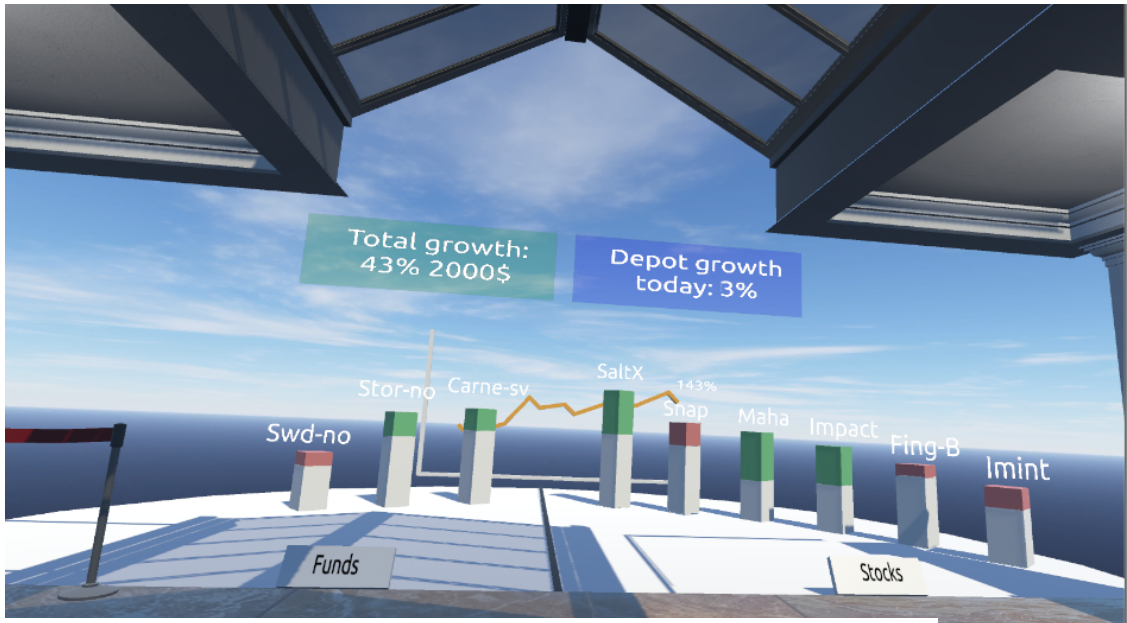 Total growth:
43% 2000$
Depot growth
today: 3%
Swd-no
Stor-no
Carne-sv
SaltX
143%
Snap
Maha
Impact
Fing-B
Imint
Funds
Stocks